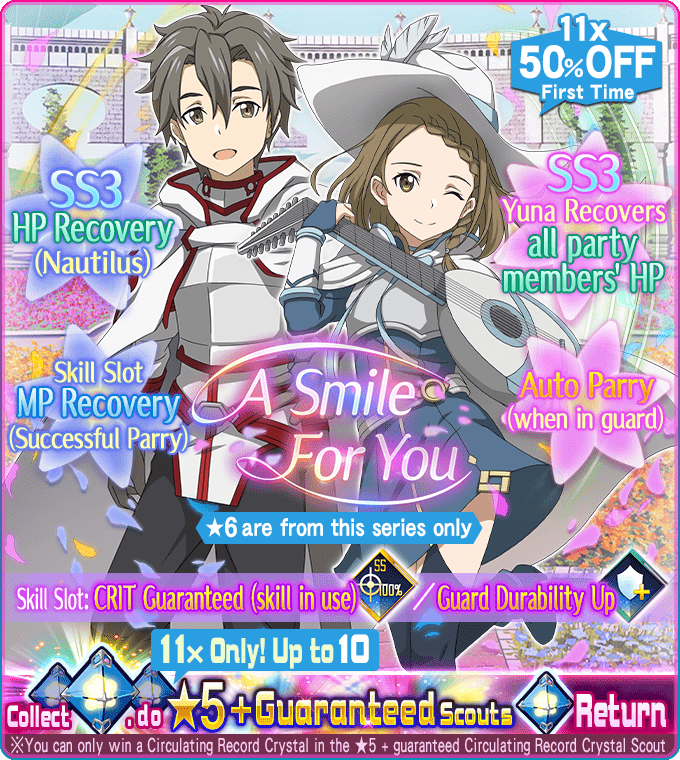 11x
50%OFF
First Time
SS3
HP Recovery
(Nautilus)
SS3
Yuna Recovers
all party
members' HP
Skill Slot
MP Recovery
(Successful Parry)
Auto Parry
(when in guard)
A Smile
For You
★6 are from this series only
Skill Slot: CRIT Guaranteed (skill in use) SS 100% / Guard Durability Up
11x Only! Up to 10
Collect . do ★5+Guaranteed Scouts Return
※You can only win a Circulating Record Crystal in the ★5 + guaranteed Circulating Record Crystal Scout